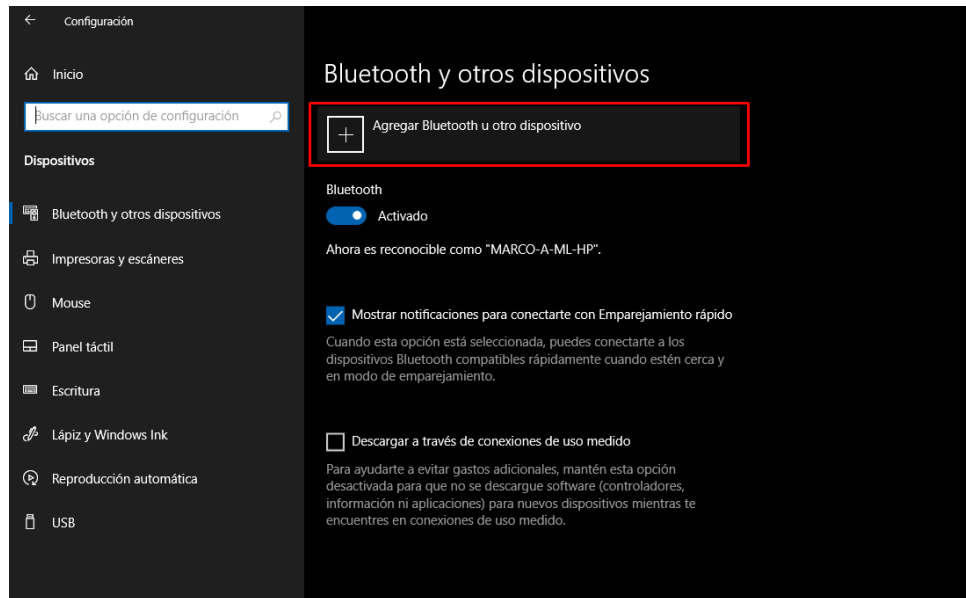 Configuración
Inicio
Buscar una opción de configuración
Dispositivos
Bluetooth y otros dispositivos
Impresoras y escáneres
Mouse
Panel táctil
Escritura
Lápiz y Windows Ink
Reproducción automática
USB
Bluetooth y otros dispositivos
Agregar Bluetooth u otro dispositivo
Bluetooth
Activado
Ahora es reconocible como "MARCO-A-ML-HP".
Mostrar notificaciones para conectarte con Emparejamiento rápido
Cuando esta opción está seleccionada, puedes conectarte a los
dispositivos Bluetooth compatibles rápidamente cuando estén cerca y
en modo de emparejamiento.
Descargar a través de conexiones de uso medido
Para ayudarte a evitar gastos adicionales, mantén esta opción
desactivada para que no se descargue software (controladores,
información ni aplicaciones) para nuevos dispositivos mientras te
encuentres en conexiones de uso medido.